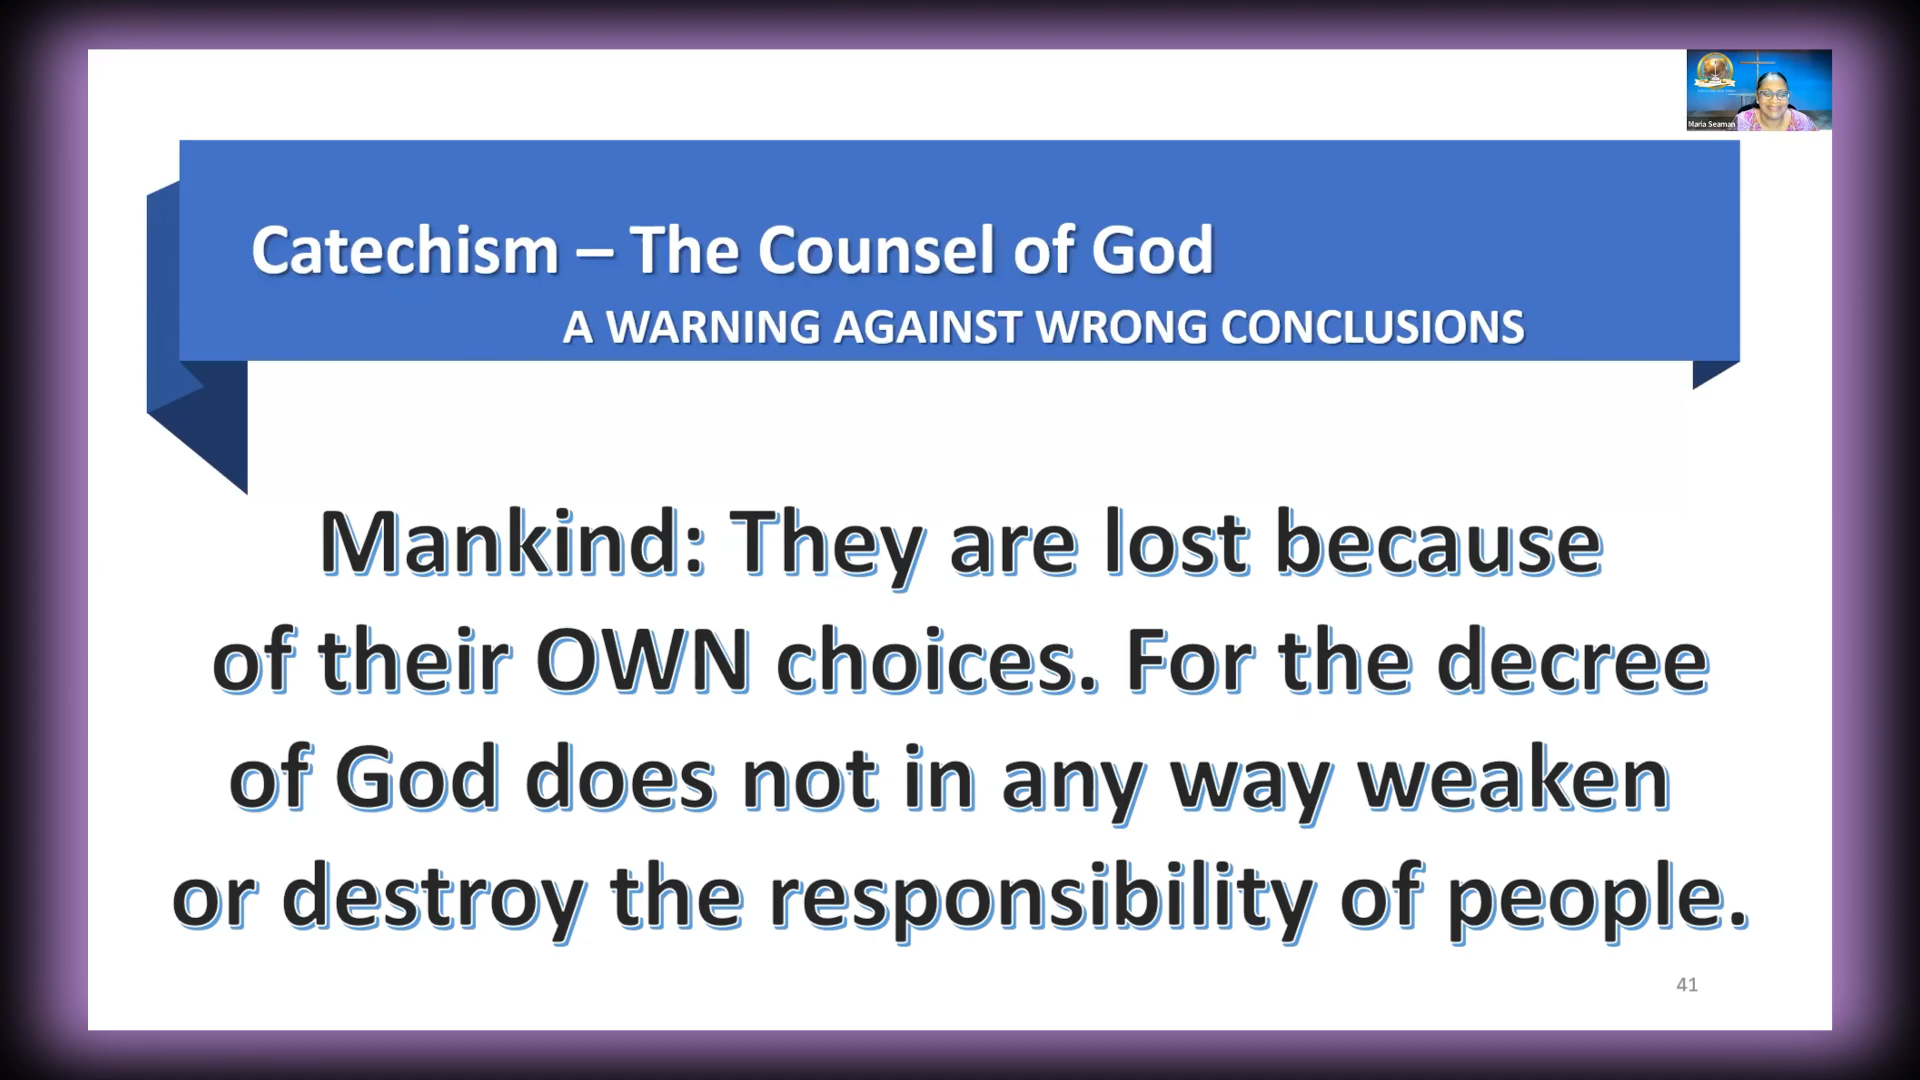 Maria Seaman
Catechism – The Counsel of God
A WARNING AGAINST WRONG CONCLUSIONS
Mankind: They are lost because
of their OWN choices. For the decree
of God does not in any way weaken
or destroy the responsibility of people.
41